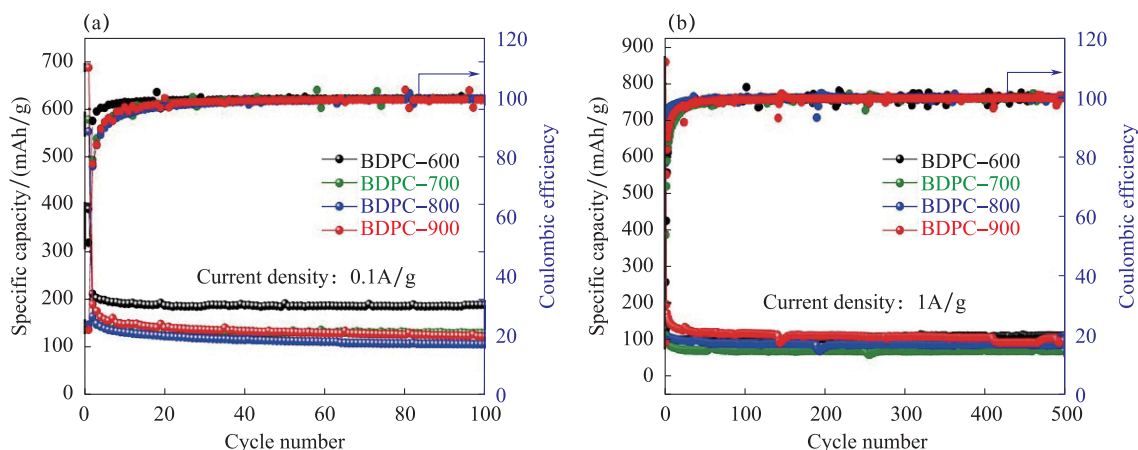 (a)
Specific capacity/(mAh/g)
700
600
500
400
300
200
100
0
120
100
80
60
40
20
0
Coulombic efficiency
BDPC-600
BDPC-700
BDPC-800
BDPC-900
Current density: 0.1A/g
0 20 40 60 80 100
Cycle number
(b)
Specific capacity/(mAh/g)
900
800
700
600
500
400
300
200
100
0
120
100
80
60
40
20
0
Coulombic efficiency
BDPC-600
BDPC-700
BDPC-800
BDPC-900
Current density: 1A/g
0 100 200 300 400 500
Cycle number